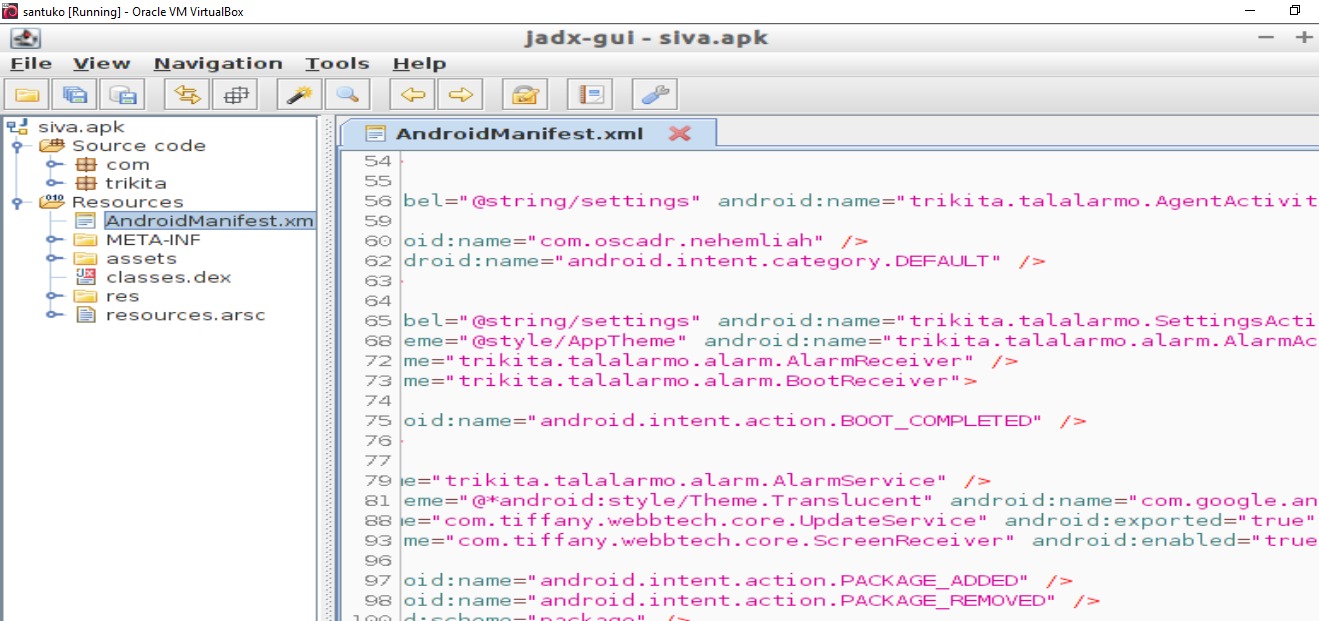 santuko [Running] - Oracle VM VirtualBox
jadx-gui - siva.apk
File View Navigation Tools Help
siva.apk
Source code
com
trikita
Resources
AndroidManifest.xm
META-INF
assets
classes.dex
res
resources.arsc
AndroidManifest.xml
54
55
56 bel="@string/settings" android:name="trikita.talalarmo.AgentActivit
59
60 oid:name="com.oscadr.nehemliah" />
62 droid:name="android.intent.category.DEFAULT" />
63
64
65 bel="@string/settings" android:name="trikita.talalarmo.SettingsActi
68 eme="@style/AppTheme" android:name="trikita.talalarmo.alarm.AlarmAc
72 me="trikita.talalarmo.alarm.AlarmReceiver" />
73 me="trikita.talalarmo.alarm.BootReceiver">
74
75 oid:name="android.intent.action.BOOT_COMPLETED" />
76
77
79 e="trikita.talalarmo.alarm.AlarmService" />
81 eme="@*android:style/Theme.Translucent" android:name="com.google.an
88 e="com.tiffany.webbtech.core.UpdateService" android:exported="true"
93 me="com.tiffany.webbtech.core.ScreenReceiver" android:enabled="true
96
97 oid:name="android.intent.action.PACKAGE_ADDED" />
98 oid:name="android.intent.action.PACKAGE_REMOVED" />
100 d:scheme="package" />